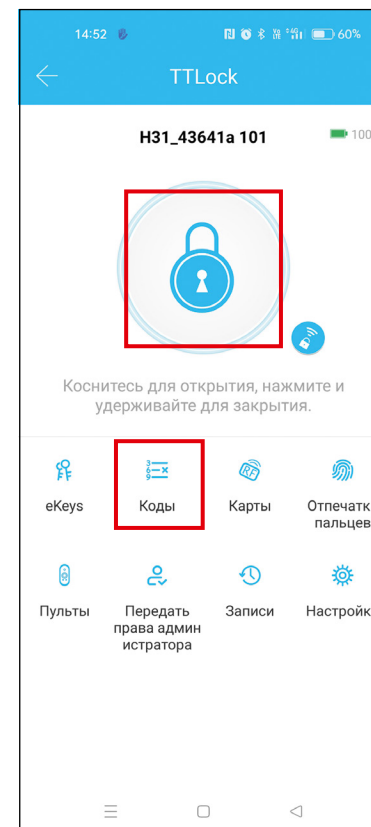 14:52 60%
TTLock
H31_43641a 101 100
Коснитесь для открытия, нажмите и
удерживайте для закрытия.
eKeys Коды Карты Отпечатк
пальцев
Пульты Передать Записи Настройк
права админ
истратора